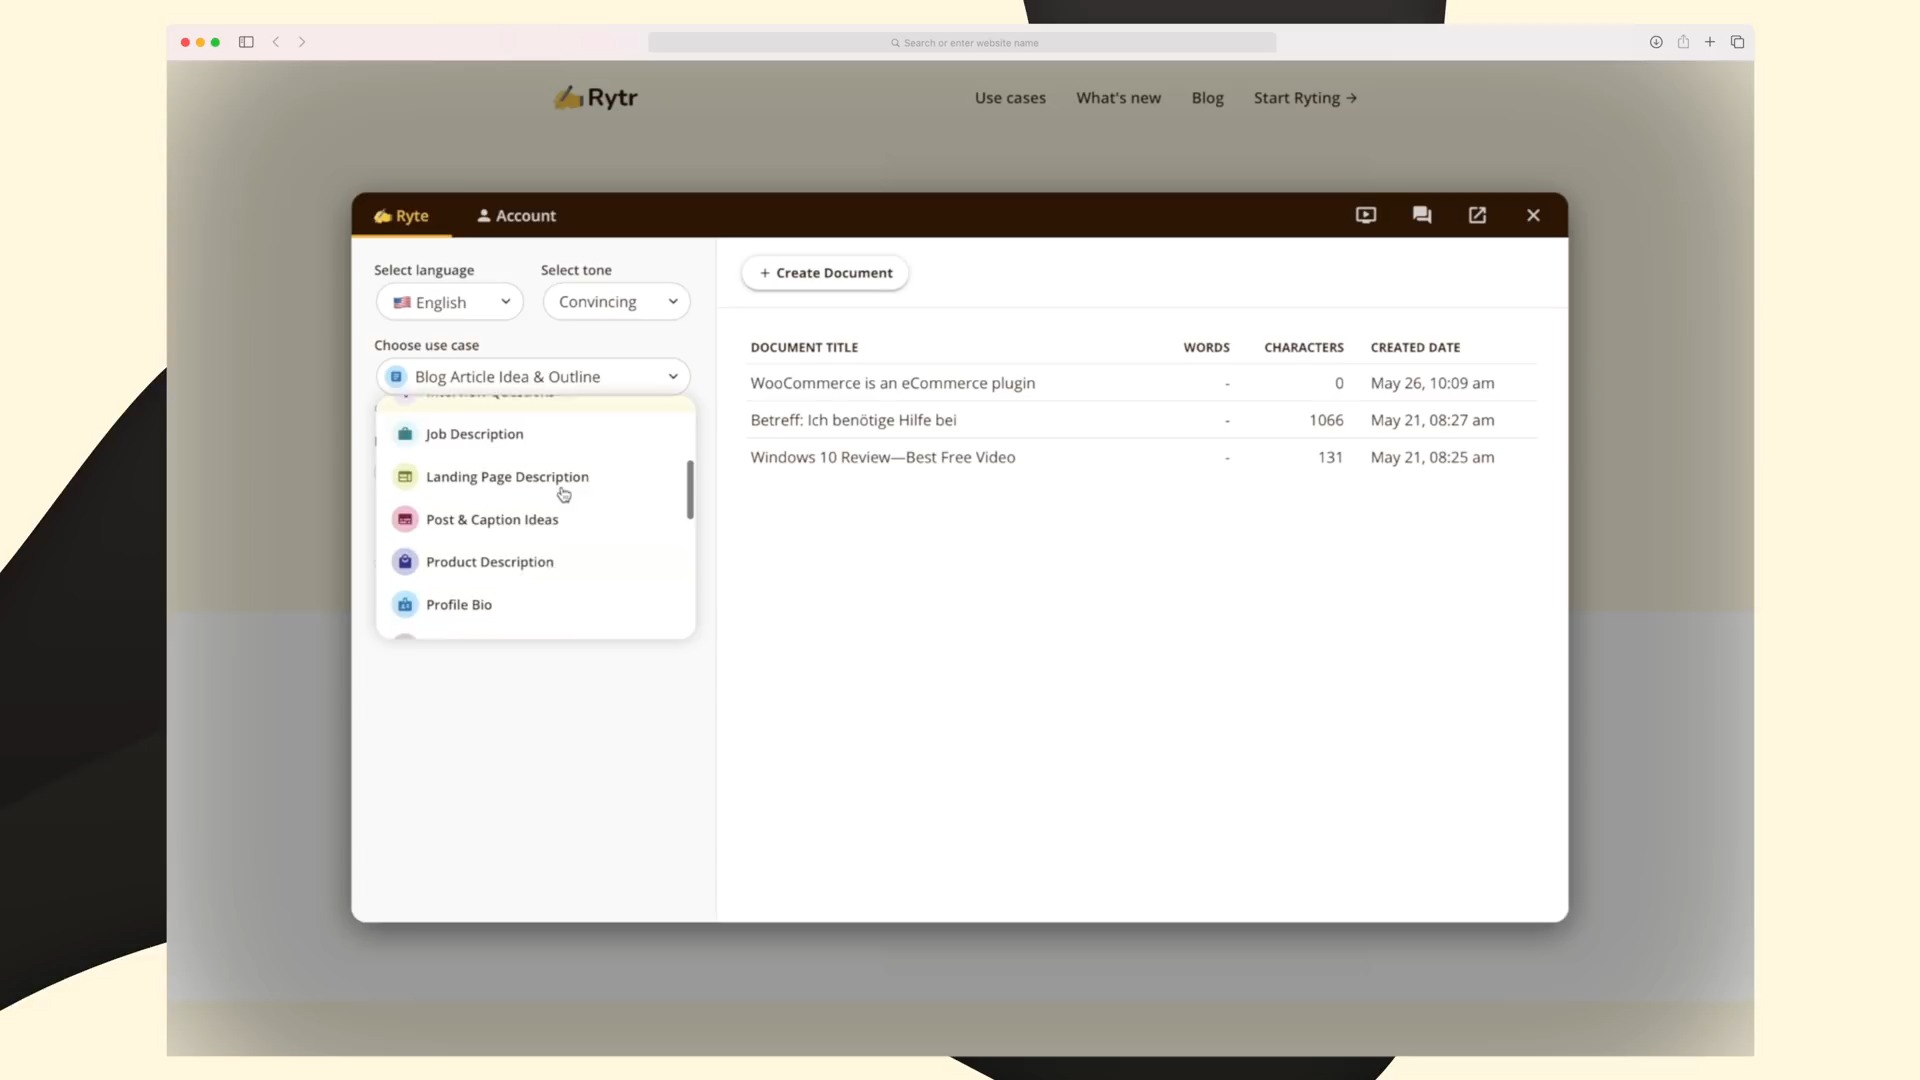 Search or enter website name
Rytr
Use cases
What's new
Blog
Start Ryting →
Ryte
Account
Select language
Select tone
English
Convincing
Choose use case
Blog Article Idea & Outline
Interview Questions
Job Description
Landing Page Description
Post & Caption Ideas
Product Description
Profile Bio
+ Create Document
DOCUMENT TITLE WORDS CHARACTERS CREATED DATE
WooCommerce is an eCommerce plugin - 0 May 26, 10:09 am
Betreff: Ich benötige Hilfe bei - 1066 May 21, 08:27 am
Windows 10 Review—Best Free Video - 131 May 21, 08:25 am